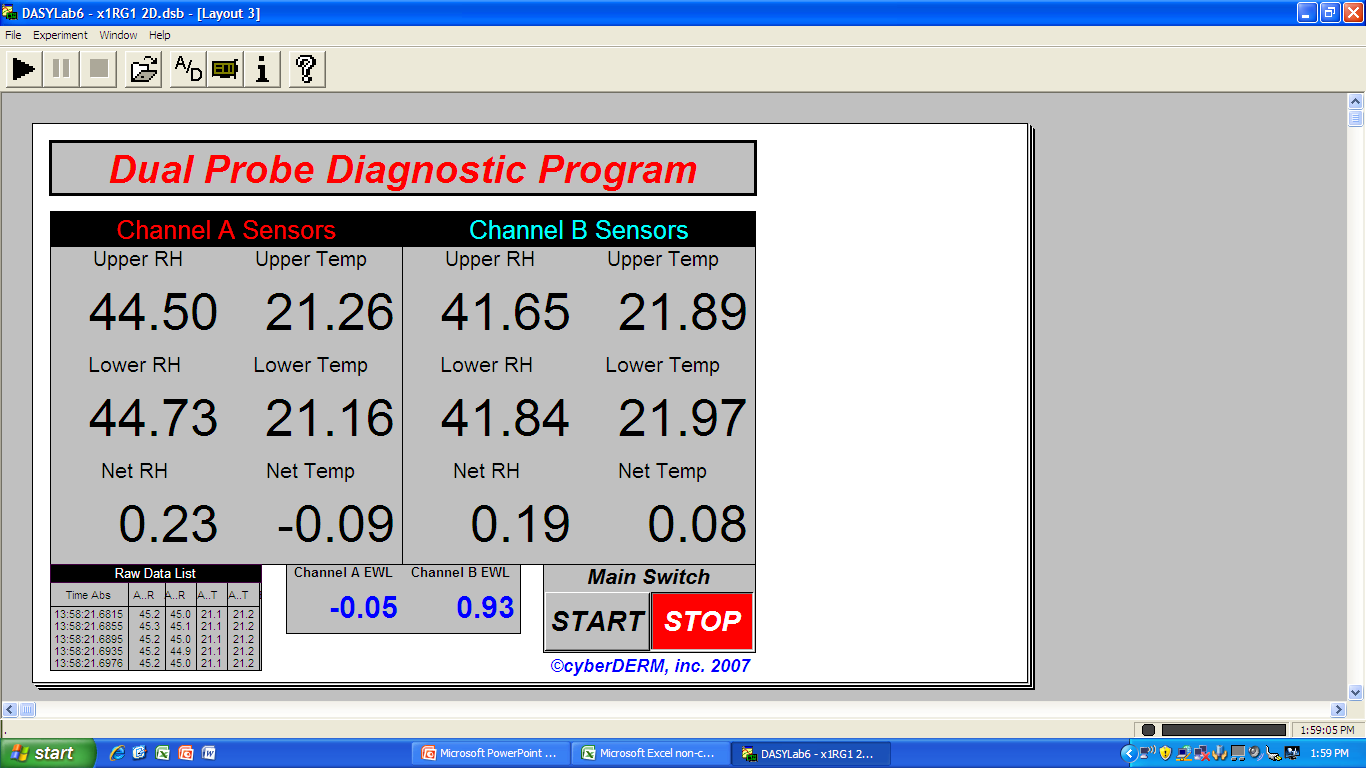 DASYLab6 - x1RG1 2D.dsb - [Layout 3]
File Experiment Window Help
A/D
Dual Probe Diagnostic Program
Channel A Sensors Channel B Sensors
Upper RH Upper Temp Upper RH Upper Temp
44.50 21.26 41.65 21.89
Lower RH Lower Temp Lower RH Lower Temp
44.73 21.16 41.84 21.97
Net RH Net Temp Net RH Net Temp
0.23 -0.09 0.19 0.08
Raw Data List
Time Abs A..R A..R A..T A..T
13:58:21.6815 45.2 45.0 21.1 21.2
13:58:21.6855 45.3 45.1 21.1 21.2
13:58:21.6895 45.2 45.0 21.1 21.2
13:58:21.6935 45.2 44.9 21.1 21.2
13:58:21.6976 45.2 45.0 21.1 21.2
Channel A EWL Channel B EWL
-0.05 0.93
Main Switch
START STOP
©cyberDERM, inc. 2007
1:59:05 PM
start Microsoft PowerPoint ... Microsoft Excel non-c... DASYLab6 - x1RG1 2... 1:59 PM